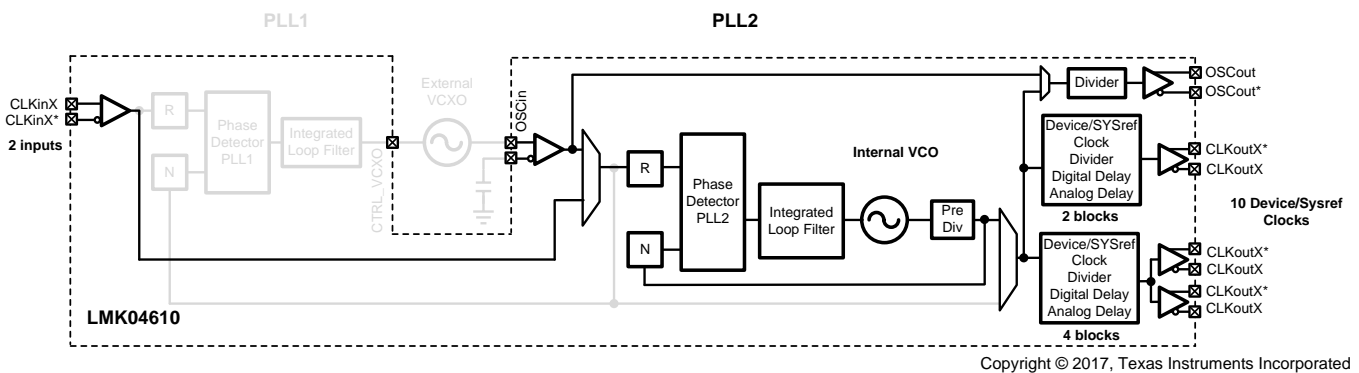 PLL1
PLL2
CLKinX
CLKinX*
2 inputs
R
N
Phase
Detector
PLL1
Integrated
Loop Filter
CTRL_VCXO
External
VCXO
OSCin
R
N
Phase
Detector
PLL2
Integrated
Loop Filter
Internal VCO
Pre
Div
Divider
OSCout
OSCout*
Device/SYSref
Clock
Divider
Digital Delay
Analog Delay
2 blocks
CLKoutX*
CLKoutX
10 Device/Sysref
Clocks
Device/SYSref
Clock
Divider
Digital Delay
Analog Delay
4 blocks
CLKoutX*
CLKoutX
CLKoutX*
CLKoutX
LMK04610
Copyright © 2017, Texas Instruments Incorporated